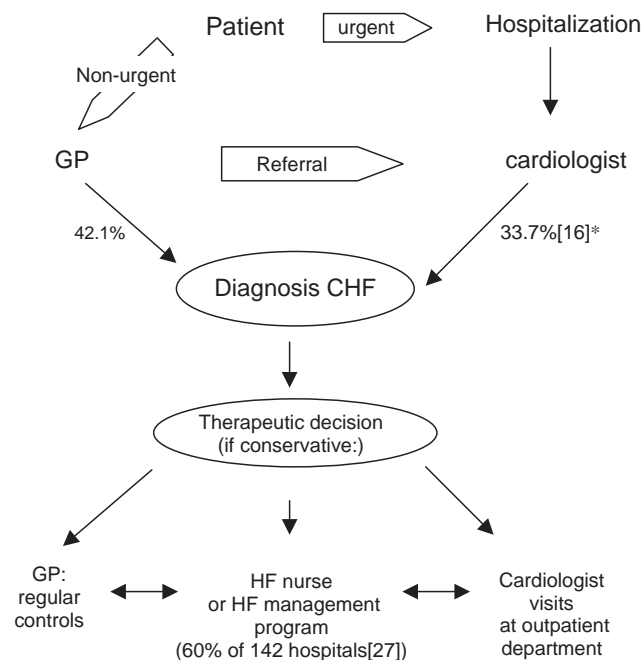 Patient
urgent
Hospitalization
Non-urgent
GP
Referral
cardiologist
42.1%
33.7%[16]*
Diagnosis CHF
Therapeutic decision
(if conservative:)
GP:
regular
controls
HF nurse
or HF management
program
(60% of 142 hospitals[27])
Cardiologist
visits
at outpatient
department